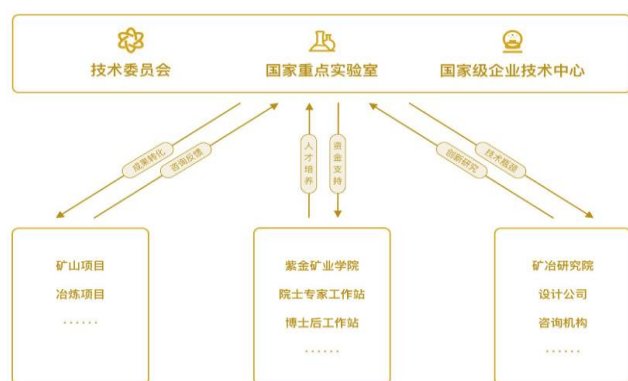 技术委员会
国家重点实验室
国家级企业技术中心
成果转化
咨询反馈
人才培养
资金支持
创新研究
矿山项目
冶炼项目
······
紫金矿业学院
院士专家工作站
博士后工作站
······
矿冶研究院
设计公司
咨询机构
······